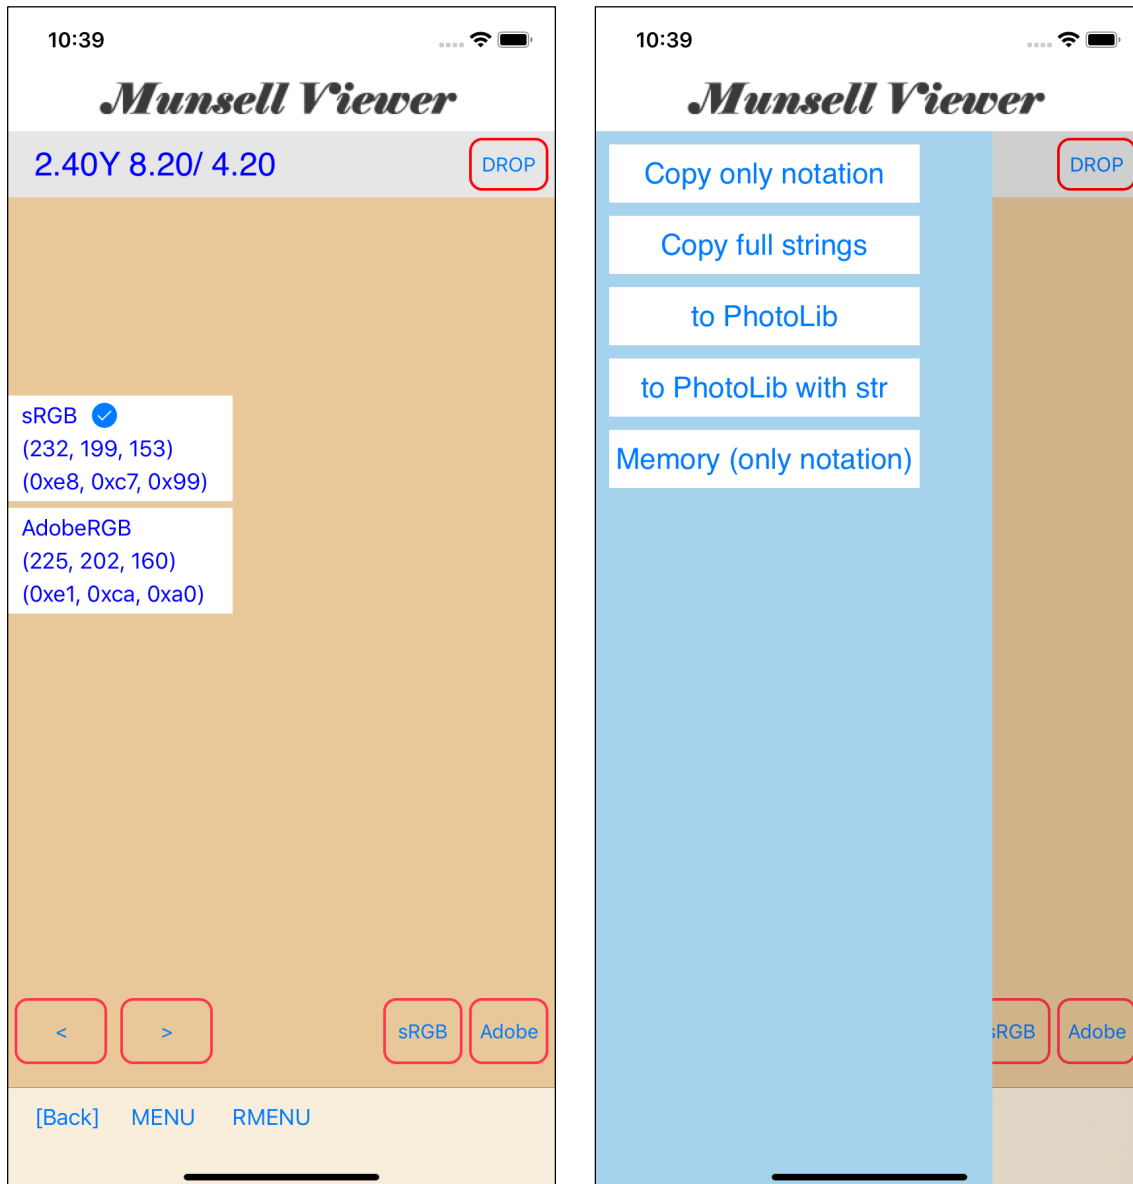 10:39
Munsell Viewer
2.40Y 8.20/ 4.20
DROP
sRGB
(232, 199, 153)
(0xe8, 0xc7, 0x99)
AdobeRGB
(225, 202, 160)
(0xe1, 0xca, 0xa0)
< > sRGB Adobe
[Back] MENU RMENU
10:39
Munsell Viewer
DROP
Copy only notation
Copy full strings
to PhotoLib
to PhotoLib with str
Memory (only notation)
sRGB Adobe